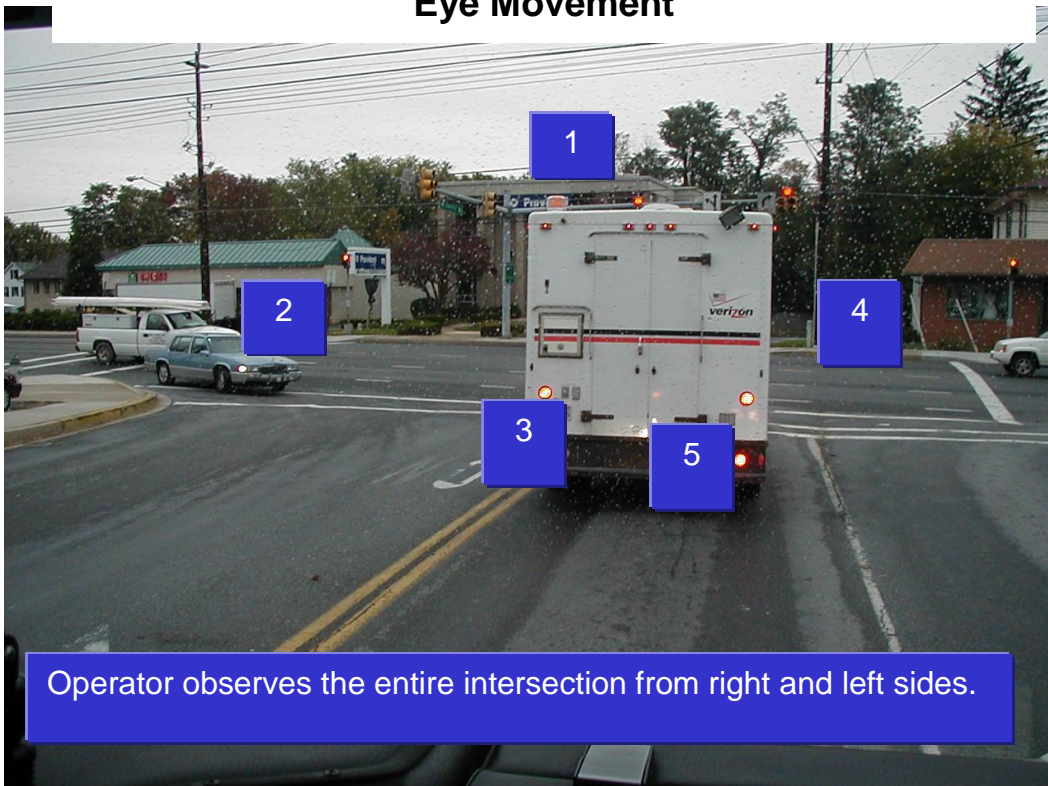 Eye Movement
1
2
verizon
4
3
5
Operator observes the entire intersection from right and left sides.